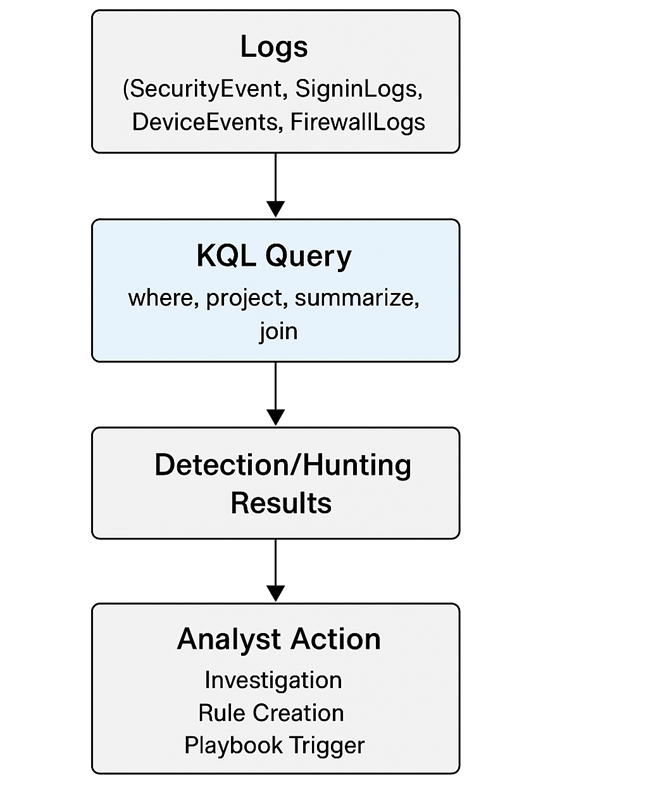 Logs
(SecurityEvent, SigninLogs,
DeviceEvents, FirewallLogs
KQL Query
where, project, summarize,
join
Detection/Hunting
Results
Analyst Action
Investigation
Rule Creation
Playbook Trigger